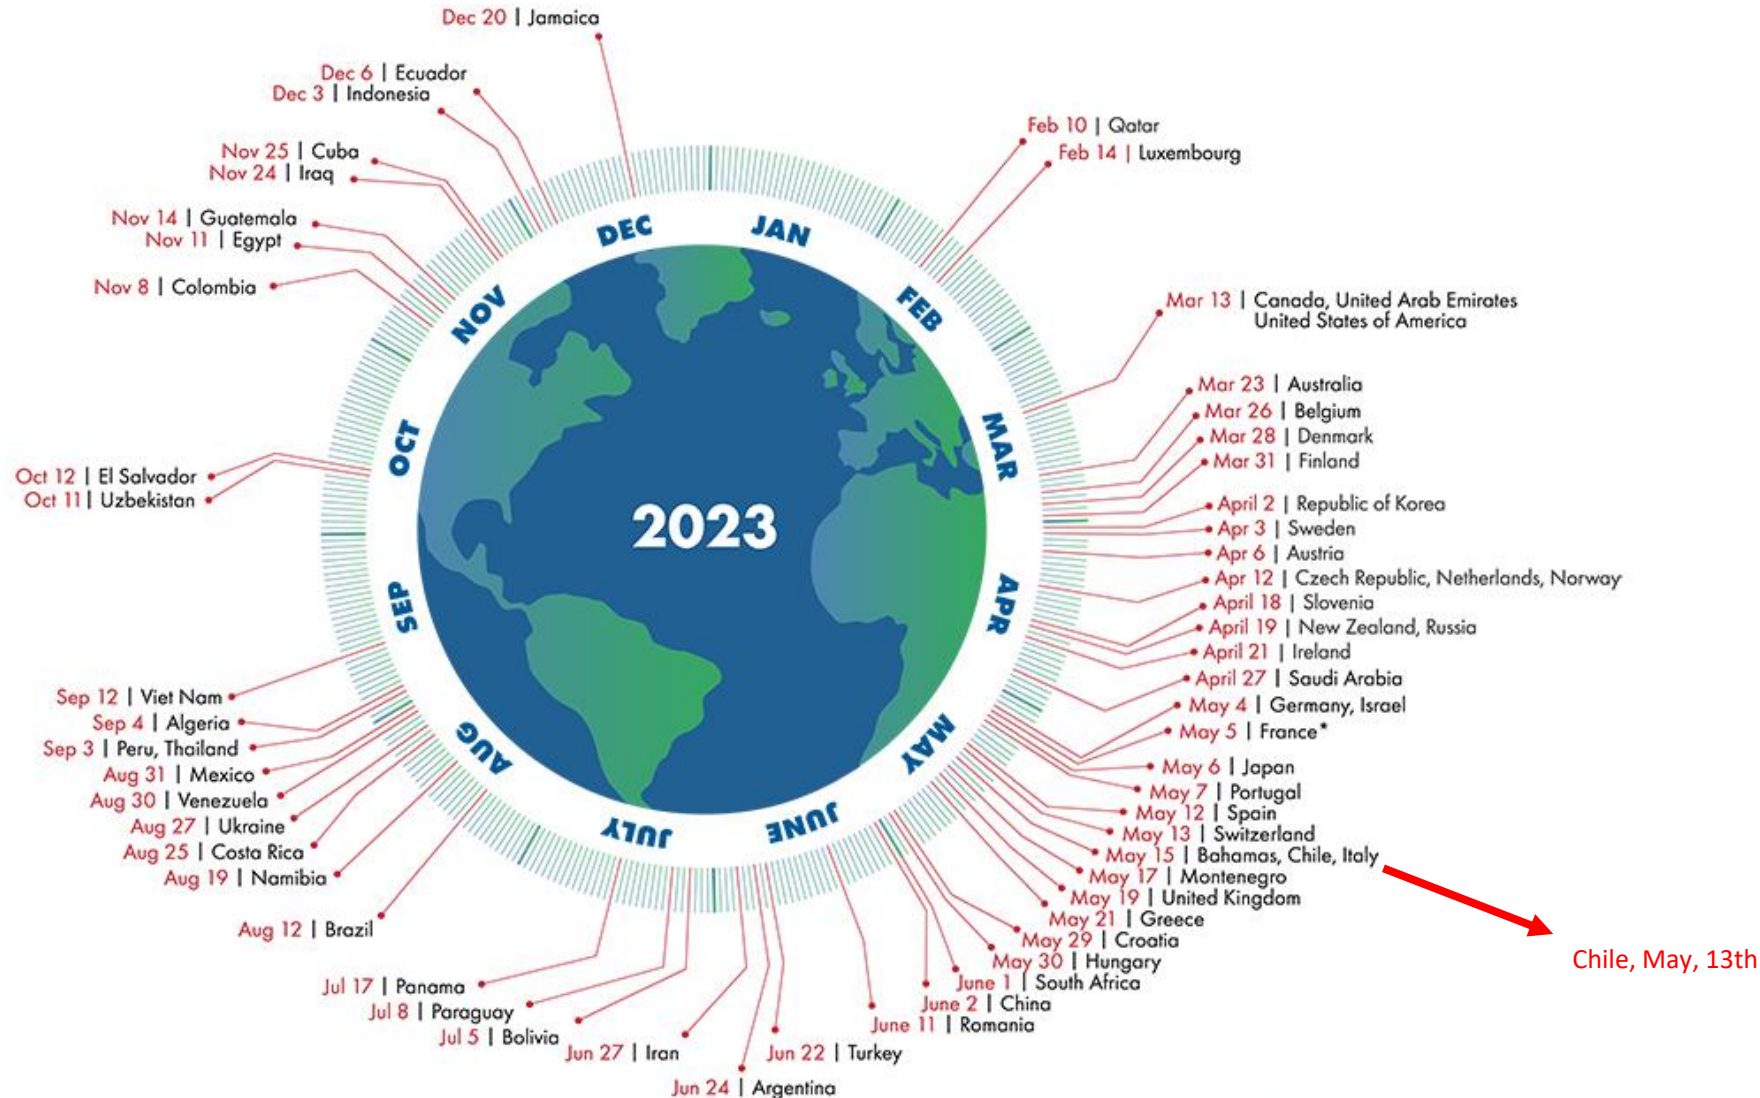 Dec 20 | Jamaica
Dec 6 | Ecuador
Dec 3 | Indonesia
Nov 25 | Cuba
Nov 24 | Iraq
Nov 14 | Guatemala
Nov 11 | Egypt
Nov 8 | Colombia
Oct 12 | El Salvador
Oct 11 | Uzbekistan
Sep 12 | Viet Nam
Sep 4 | Algeria
Sep 3 | Peru, Thailand
Aug 31 | Mexico
Aug 30 | Venezuela
Aug 27 | Ukraine
Aug 25 | Costa Rica
Aug 19 | Namibia
Aug 12 | Brazil
Jul 17 | Panama
Jul 8 | Paraguay
Jul 5 | Bolivia
Jun 27 | Iran
Jun 24 | Argentina
Jun 22 | Turkey
Feb 10 | Qatar
Feb 14 | Luxembourg
Mar 13 | Canada, United Arab Emirates
United States of America
Mar 23 | Australia
Mar 26 | Belgium
Mar 28 | Denmark
Mar 31 | Finland
April 2 | Republic of Korea
Apr 3 | Sweden
Apr 6 | Austria
Apr 12 | Czech Republic, Netherlands, Norway
April 18 | Slovenia
April 19 | New Zealand, Russia
April 21 | Ireland
April 27 | Saudi Arabia
May 4 | Germany, Israel
May 5 | France*
May 6 | Japan
May 7 | Portugal
May 12 | Spain
May 13 | Switzerland
May 15 | Bahamas, Chile, Italy
May 17 | Montenegro
May 19 | United Kingdom
May 21 | Greece
May 29 | Croatia
May 30 | Hungary
June 1 | South Africa
June 2 | China
June 11 | Romania
Chile, May, 13th
JAN
FEB
MAR
APR
MAY
JUNE
JULY
AUG
SEP
OCT
NOV
DEC
2023